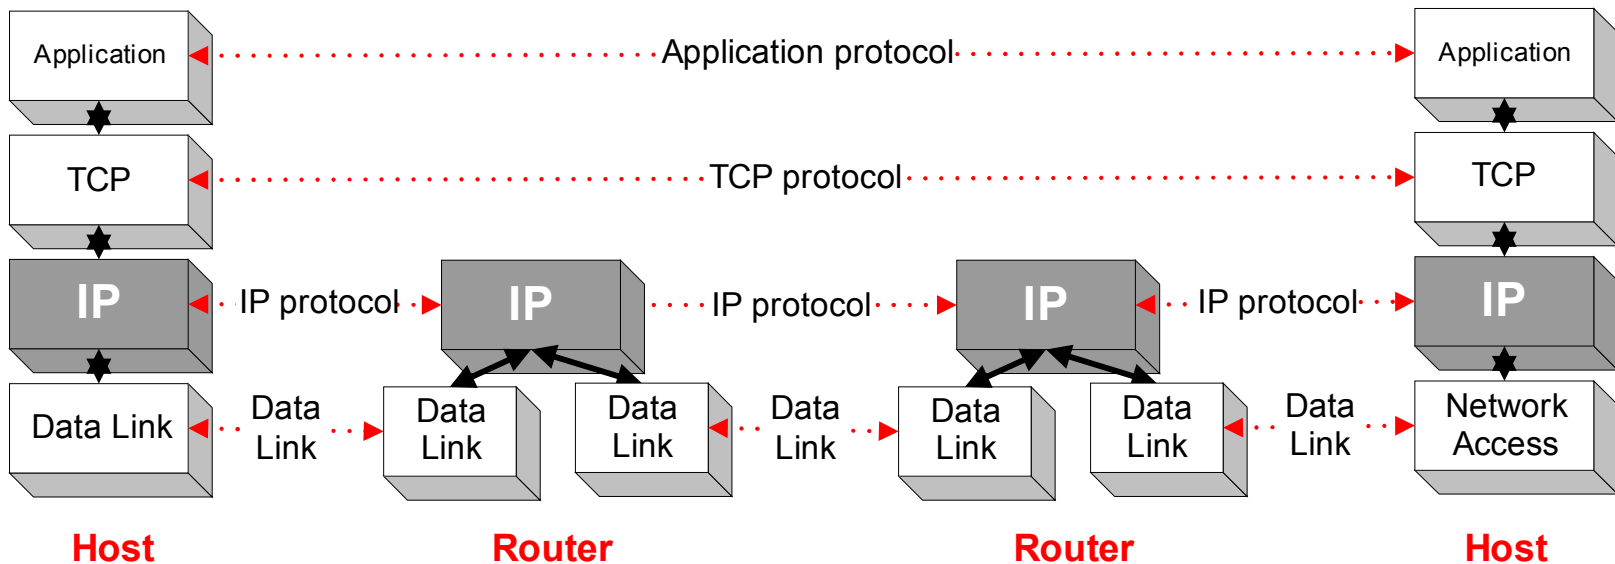 Application
Application protocol
Application
TCP
TCP protocol
TCP
IP
IP protocol
IP
IP protocol
IP
IP protocol
IP
Data Link
Data
Link
Data
Link
Data
Link
Data
Link
Data
Link
Data
Link
Data
Link
Network
Access
Host
Router
Router
Host